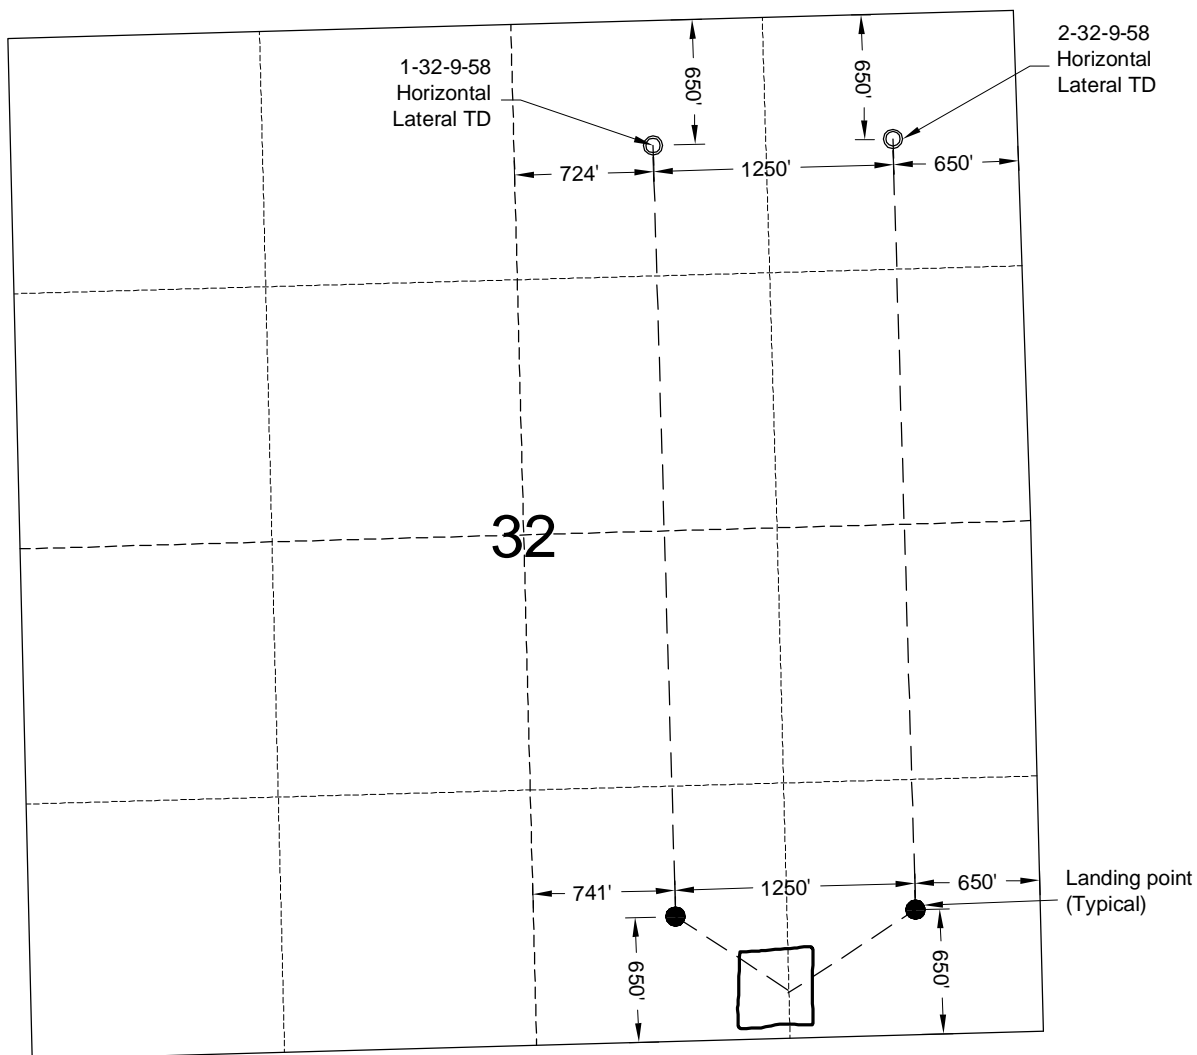 1-32-9-58
Horizontal
Lateral TD
650'
650'
2-32-9-58
Horizontal
Lateral TD
724'
1250'
650'
32
741'
1250'
650'
Landing point
(Typical)
650'
650'